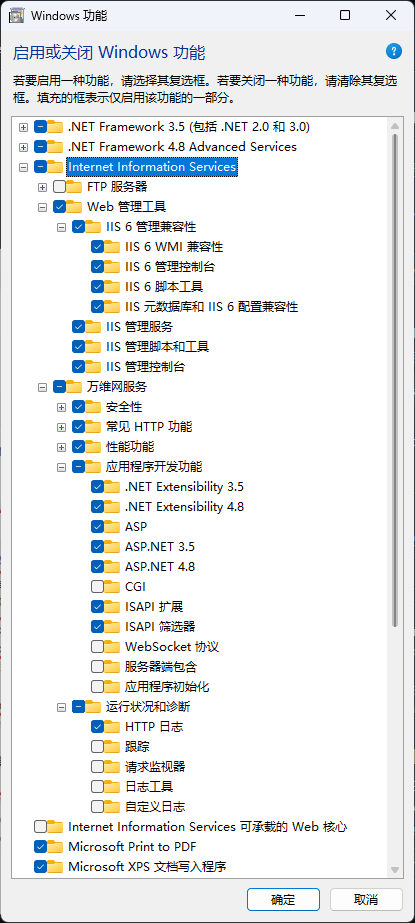 Windows 功能
启用或关闭 Windows 功能
?
若要启用一种功能，请选择其复选框。若要关闭一种功能，请清除其复选
框。填充的框表示仅启用该功能的一部分。
.NET Framework 3.5 (包括 .NET 2.0 和 3.0)
.NET Framework 4.8 Advanced Services
Internet Information Services
FTP 服务器
Web 管理工具
IIS 6 管理兼容性
IIS 6 WMI 兼容性
IIS 6 管理控制台
IIS 6 脚本工具
IIS 元数据库和 IIS 6 配置兼容性
IIS 管理服务
IIS 管理脚本和工具
IIS 管理控制台
万维网服务
安全性
常见 HTTP 功能
性能功能
应用程序开发功能
.NET Extensibility 3.5
.NET Extensibility 4.8
ASP
ASP.NET 3.5
ASP.NET 4.8
CGI
ISAPI 扩展
ISAPI 筛选器
WebSocket 协议
服务器端包含
应用程序初始化
运行状况和诊断
HTTP 日志
跟踪
请求监视器
日志工具
自定义日志
Internet Information Services 可承载的 Web 核心
Microsoft Print to PDF
Microsoft XPS 文档写入程序
确定
取消